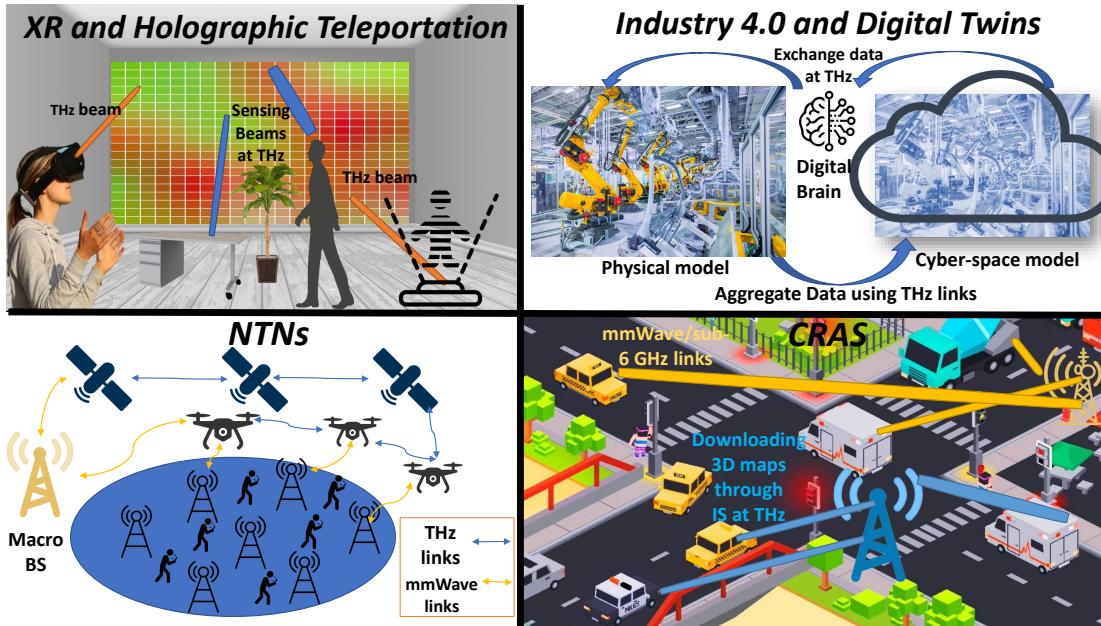 XR and Holographic Teleportation
THz beam
Sensing
Beams
at THz
THz beam
Industry 4.0 and Digital Twins
Exchange data
at THz
Digital
Brain
Physical model
Cyber-space model
Aggregate Data using THz links
NTNs
Macro
BS
THz
links
mmWave
links
CRAS
mmWave/sub-
6 GHz links
Downloading
3D maps
through
IS at THz
POLICE